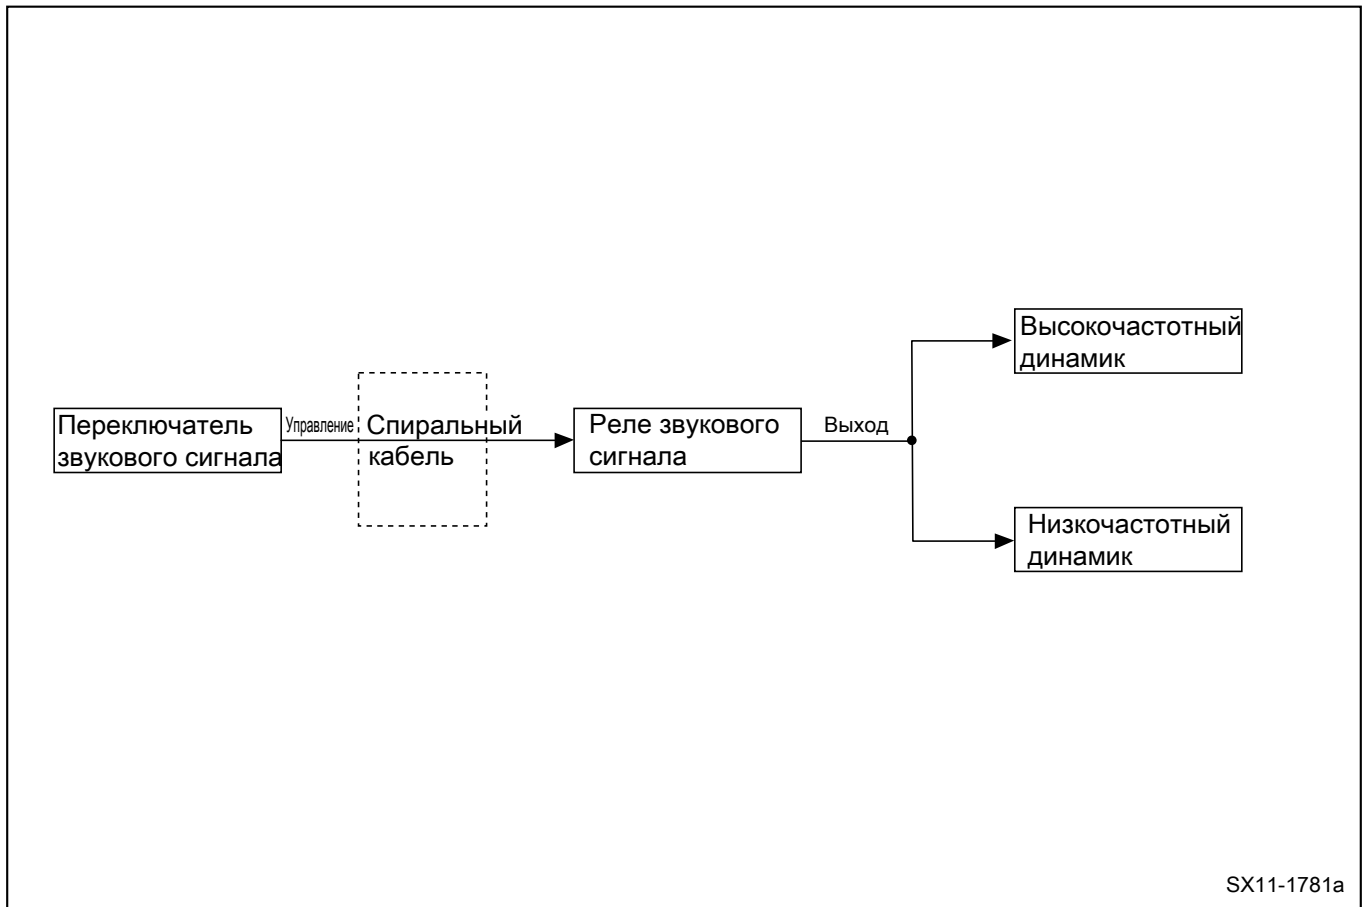 Высокочастотный
динамик
Переключатель
звукового сигнала
Управление
Спиральный
кабель
Реле звукового
сигнала
Выход
Низкочастотный
динамик
SX11-1781a